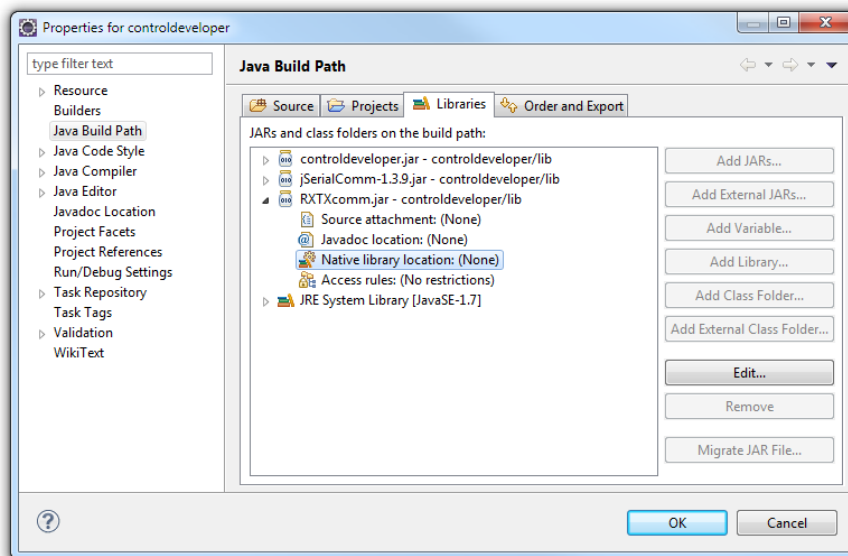 Properties for controldeveloper
type filter text
Resource
Builders
Java Build Path
Java Code Style
Java Compiler
Java Editor
Javadoc Location
Project Facets
Project References
Run/Debug Settings
Task Repository
Task Tags
Validation
WikiText
Java Build Path
Source
Projects
Libraries
Order and Export
JARs and class folders on the build path:
controldeveloper.jar - controldeveloper/lib
jSerialComm-1.3.9.jar - controldeveloper/lib
RXTXcomm.jar - controldeveloper/lib
Source attachment: (None)
Javadoc location: (None)
Native library location: (None)
Access rules: (No restrictions)
JRE System Library [JavaSE-1.7]
Add JARs...
Add External JARs...
Add Variable...
Add Library...
Add Class Folder...
Add External Class Folder...
Edit...
Remove
Migrate JAR File...
OK
Cancel